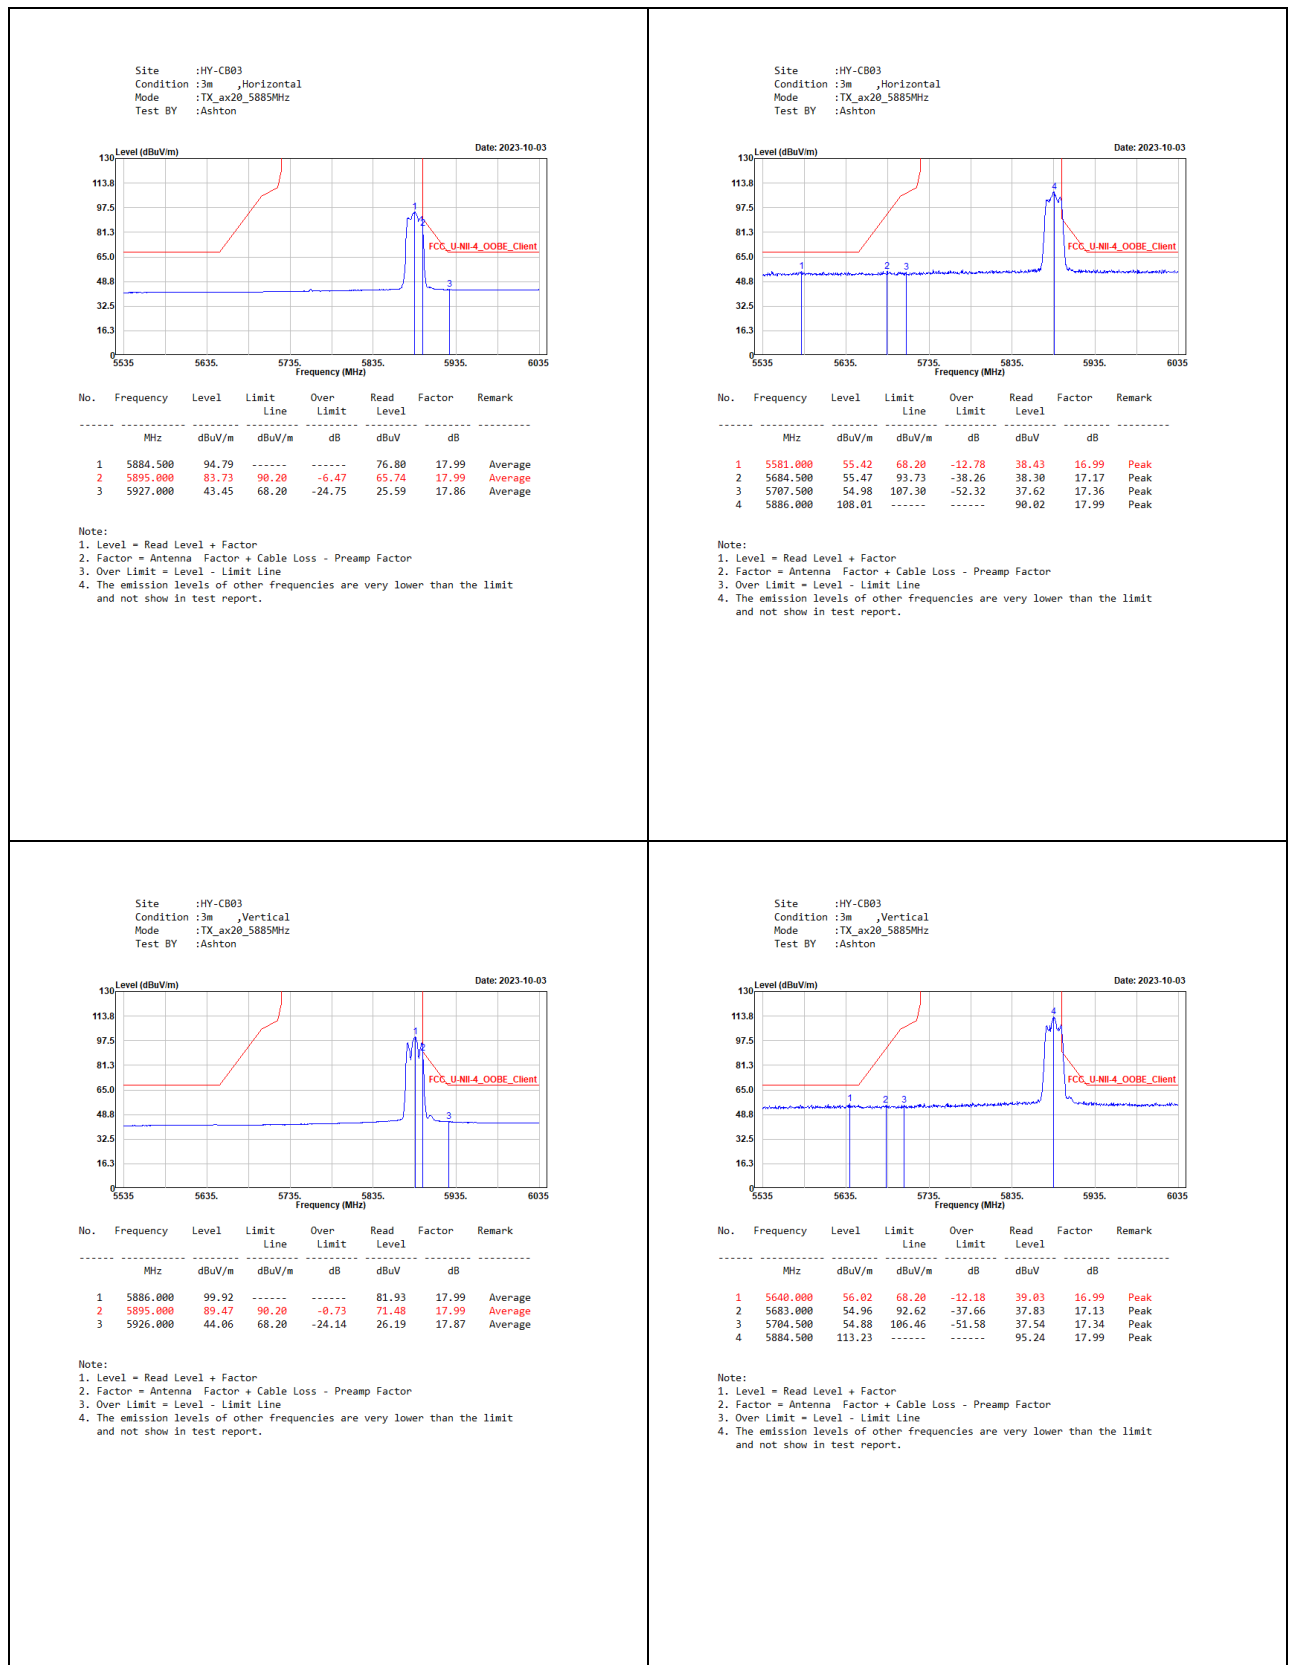 Site :HY-CB03
Condition :3m ,Horizontal
Mode :TX_ax20_5885MHz
Test BY :Ashton
Level (dBuV/m) Date: 2023-10-03
130
113.8
97.5
81.3
65.0
48.8
32.5
16.3
0
1
2
3
FCC_U-NII-4_OOBE_Client
5535 5635. 5735. 5835. 5935. 6035
Frequency (MHz)
No. Frequency Level Limit Over Read Factor Remark
Line Limit Level
------ ----------- -------- -------- -------- -------- -------- ---------
MHz dBuV/m dBuV/m dB dBuV dB
1 5884.500 94.79 ------ ------ 76.80 17.99 Average
2 5895.000 83.73 90.20 -6.47 65.74 17.99 Average
3 5927.000 43.45 68.20 -24.75 25.59 17.86 Average
Note:
1. Level = Read Level + Factor
2. Factor = Antenna Factor + Cable Loss - Preamp Factor
3. Over Limit = Level - Limit Line
4. The emission levels of other frequencies are very lower than the limit
and not show in test report.
Site :HY-CB03
Condition :3m ,Horizontal
Mode :TX_ax20_5885MHz
Test BY :Ashton
Level (dBuV/m) Date: 2023-10-03
130
113.8
97.5
81.3
65.0
48.8
32.5
16.3
0
4
1 2 3
FCC_U-NII-4_OOBE_Client
5535 5635. 5735. 5835. 5935. 6035
Frequency (MHz)
No. Frequency Level Limit Over Read Factor Remark
Line Limit Level
------ ----------- -------- -------- -------- -------- -------- ---------
MHz dBuV/m dBuV/m dB dBuV dB
1 5581.000 55.42 68.20 -12.78 38.43 16.99 Peak
2 5684.500 55.47 93.73 -38.26 38.30 17.17 Peak
3 5707.500 54.98 107.30 -52.32 37.62 17.36 Peak
4 5886.000 108.01 ------ ------ 90.02 17.99 Peak
Note:
1. Level = Read Level + Factor
2. Factor = Antenna Factor + Cable Loss - Preamp Factor
3. Over Limit = Level - Limit Line
4. The emission levels of other frequencies are very lower than the limit
and not show in test report.
Site :HY-CB03
Condition :3m ,Vertical
Mode :TX_ax20_5885MHz
Test BY :Ashton
Level (dBuV/m) Date: 2023-10-03
130
113.8
97.5
81.3
65.0
48.8
32.5
16.3
0
1
2
3
FCC_U-NII-4_OOBE_Client
5535 5635. 5735. 5835. 5935. 6035
Frequency (MHz)
No. Frequency Level Limit Over Read Factor Remark
Line Limit Level
------ ----------- -------- -------- -------- -------- -------- ---------
MHz dBuV/m dBuV/m dB dBuV dB
1 5886.000 99.92 ------ ------ 81.93 17.99 Average
2 5895.000 89.47 90.20 -0.73 71.48 17.99 Average
3 5926.000 44.06 68.20 -24.14 26.19 17.87 Average
Note:
1. Level = Read Level + Factor
2. Factor = Antenna Factor + Cable Loss - Preamp Factor
3. Over Limit = Level - Limit Line
4. The emission levels of other frequencies are very lower than the limit
and not show in test report.
Site :HY-CB03
Condition :3m ,Vertical
Mode :TX_ax20_5885MHz
Test BY :Ashton
Level (dBuV/m) Date: 2023-10-03
130
113.8
97.5
81.3
65.0
48.8
32.5
16.3
0
4
1 2 3
FCC_U-NII-4_OOBE_Client
5535 5635. 5735. 5835. 5935. 6035
Frequency (MHz)
No. Frequency Level Limit Over Read Factor Remark
Line Limit Level
------ ----------- -------- -------- -------- -------- -------- ---------
MHz dBuV/m dBuV/m dB dBuV dB
1 5640.000 56.02 68.20 -12.18 39.03 16.99 Peak
2 5683.000 54.96 92.62 -37.66 37.83 17.13 Peak
3 5704.500 54.88 106.46 -51.58 37.54 17.34 Peak
4 5884.500 113.23 ------ ------ 95.24 17.99 Peak
Note:
1. Level = Read Level + Factor
2. Factor = Antenna Factor + Cable Loss - Preamp Factor
3. Over Limit = Level - Limit Line
4. The emission levels of other frequencies are very lower than the limit
and not show in test report.